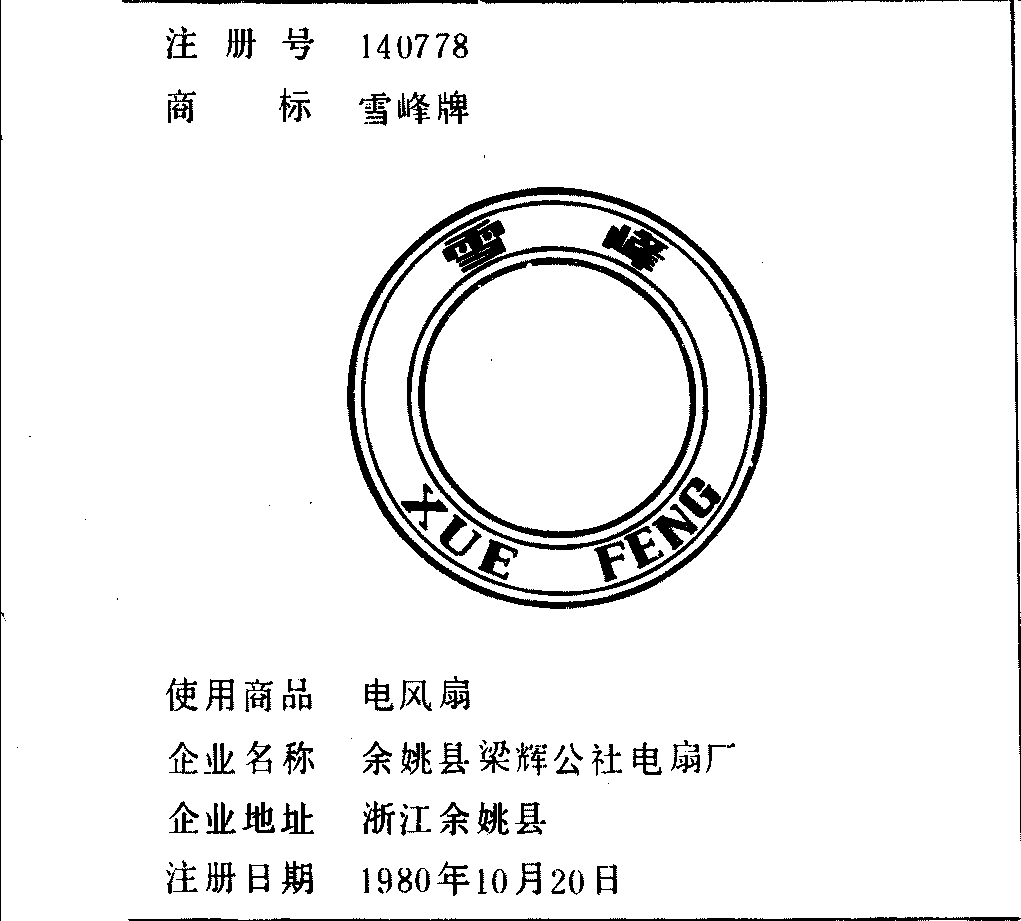 注册号 140778
商标 雪峰牌
雪峰
XUE FENG
使用商品 电风扇
企业名称 余姚县梁辉公社电扇厂
企业地址 浙江余姚县
注册日期 1980年10月20日